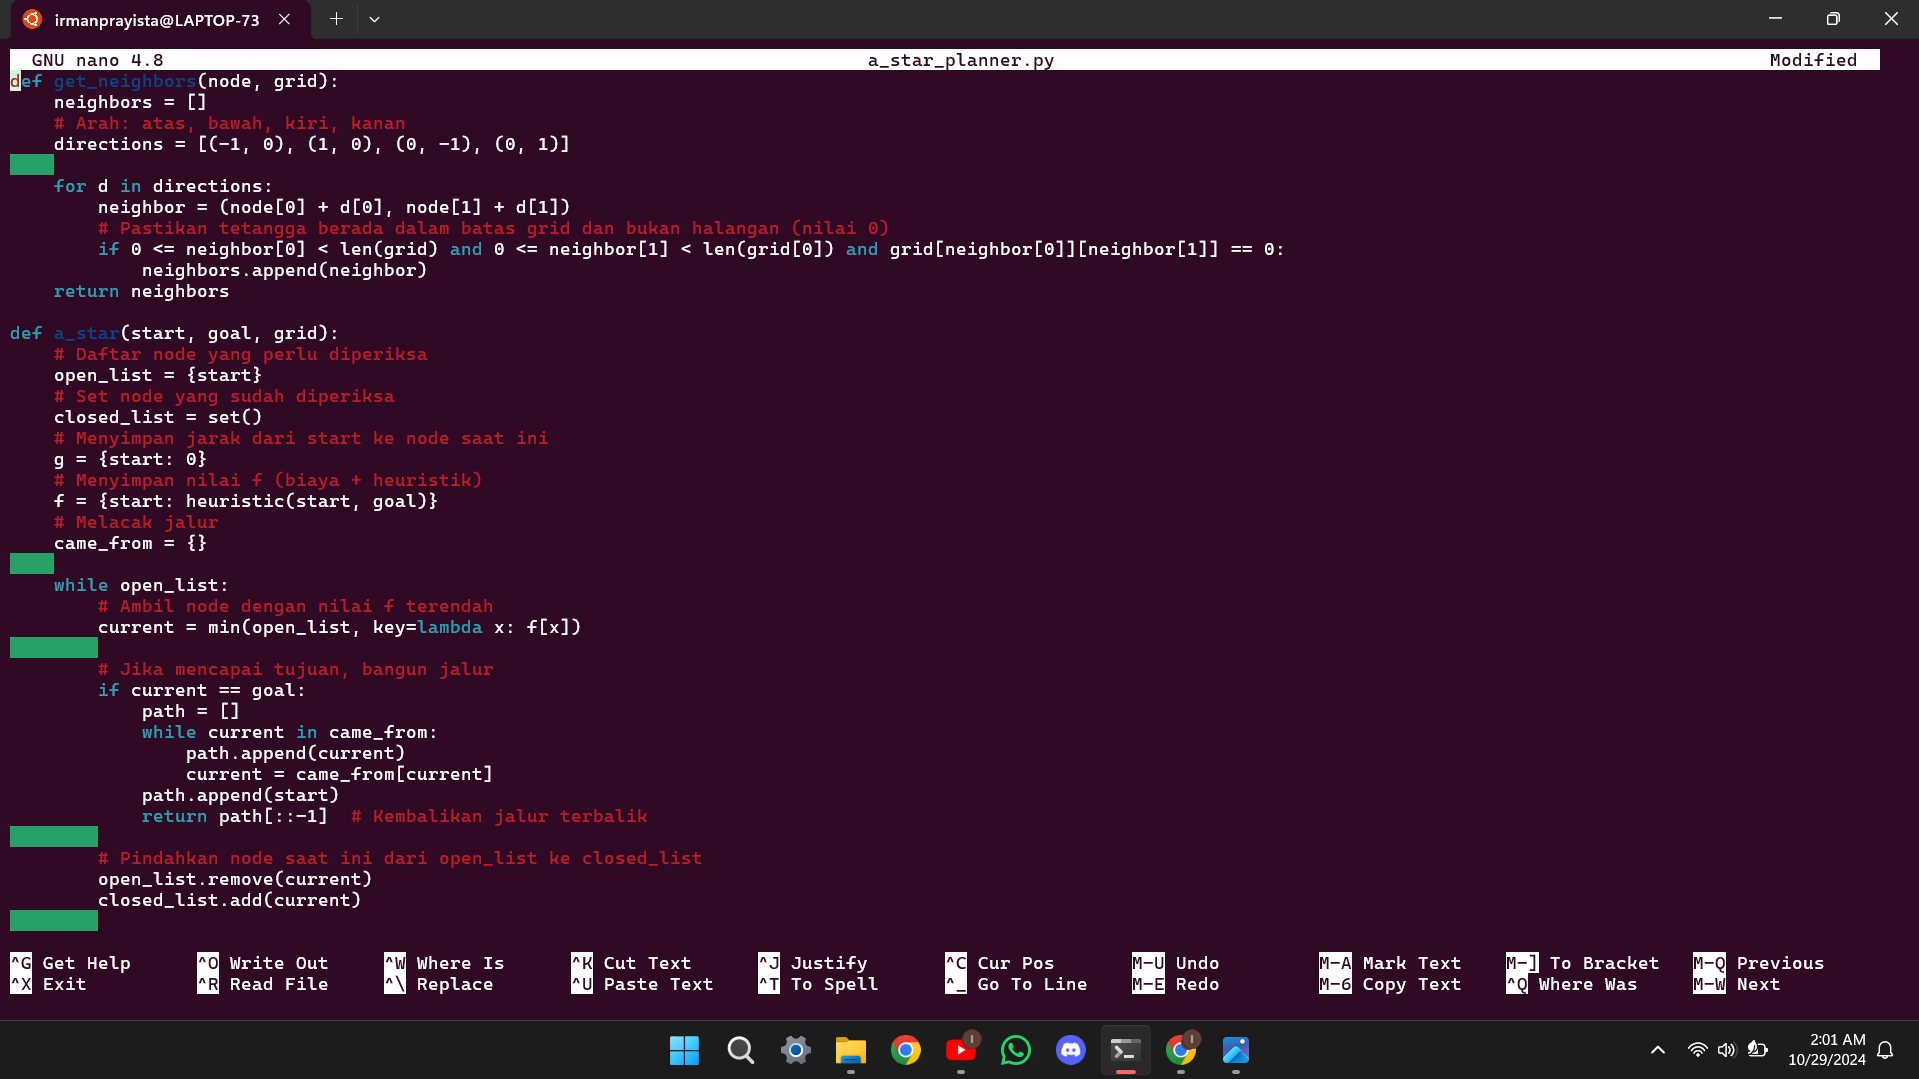 irmanprayista@LAPTOP-73
GNU nano 4.8 a_star_planner.py Modified
def get_neighbors(node, grid):
    neighbors = []
    # Arah: atas, bawah, kiri, kanan
    directions = [(-1, 0), (1, 0), (0, -1), (0, 1)]
    for d in directions:
        neighbor = (node[0] + d[0], node[1] + d[1])
        # Pastikan tetangga berada dalam batas grid dan bukan halangan (nilai 0)
        if 0 <= neighbor[0] < len(grid) and 0 <= neighbor[1] < len(grid[0]) and grid[neighbor[0]][neighbor[1]] == 0:
            neighbors.append(neighbor)
    return neighbors
def a_star(start, goal, grid):
    # Daftar node yang perlu diperiksa
    open_list = {start}
    # Set node yang sudah diperiksa
    closed_list = set()
    # Menyimpan jarak dari start ke node saat ini
    g = {start: 0}
    # Menyimpan nilai f (biaya + heuristik)
    f = {start: heuristic(start, goal)}
    # Melacak jalur
    came_from = {}
    while open_list:
        # Ambil node dengan nilai f terendah
        current = min(open_list, key=lambda x: f[x])
        # Jika mencapai tujuan, bangun jalur
        if current == goal:
            path = []
            while current in came_from:
                path.append(current)
                current = came_from[current]
            path.append(start)
            return path[::-1]  # Kembalikan jalur terbalik
        # Pindahkan node saat ini dari open_list ke closed_list
        open_list.remove(current)
        closed_list.add(current)
^G Get Help ^O Write Out ^W Where Is ^K Cut Text ^J Justify ^C Cur Pos M-U Undo M-A Mark Text M-] To Bracket M-Q Previous
^X Exit ^R Read File ^\ Replace ^U Paste Text ^T To Spell ^_ Go To Line M-E Redo M-6 Copy Text ^Q Where Was M-W Next
2:01 AM
10/29/2024